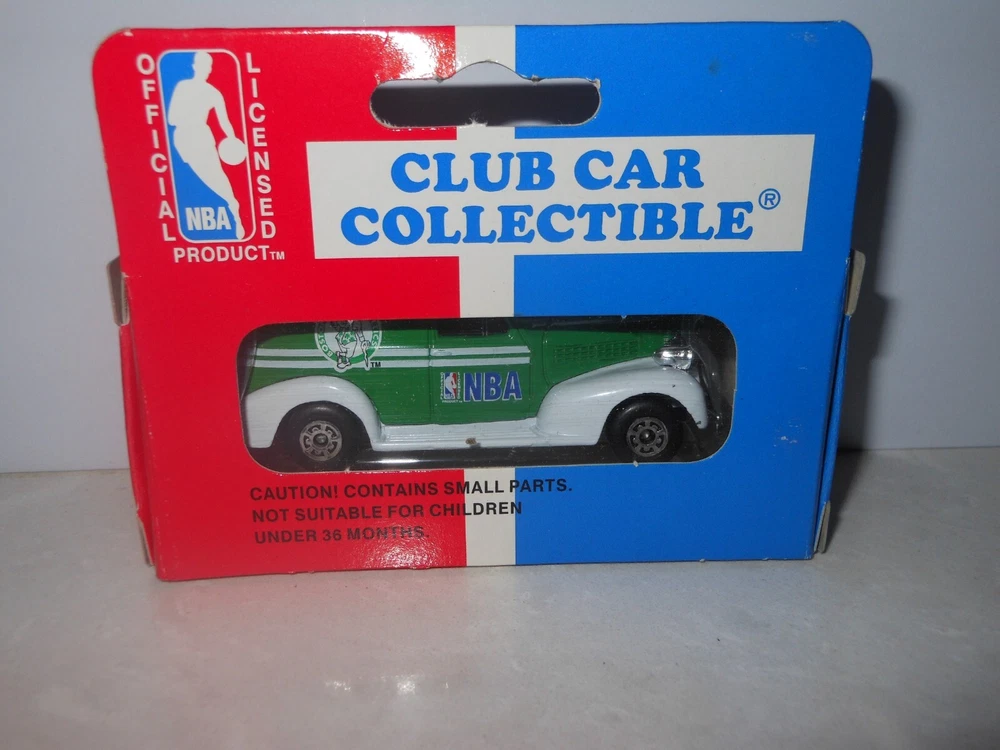 OFFICIAL
LICENSED
NBA
PRODUCT™
CLUB CAR
COLLECTIBLE®
TM
NBA
CAUTION! CONTAINS SMALL PARTS.
NOT SUITABLE FOR CHILDREN
UNDER 36 MONTHS.